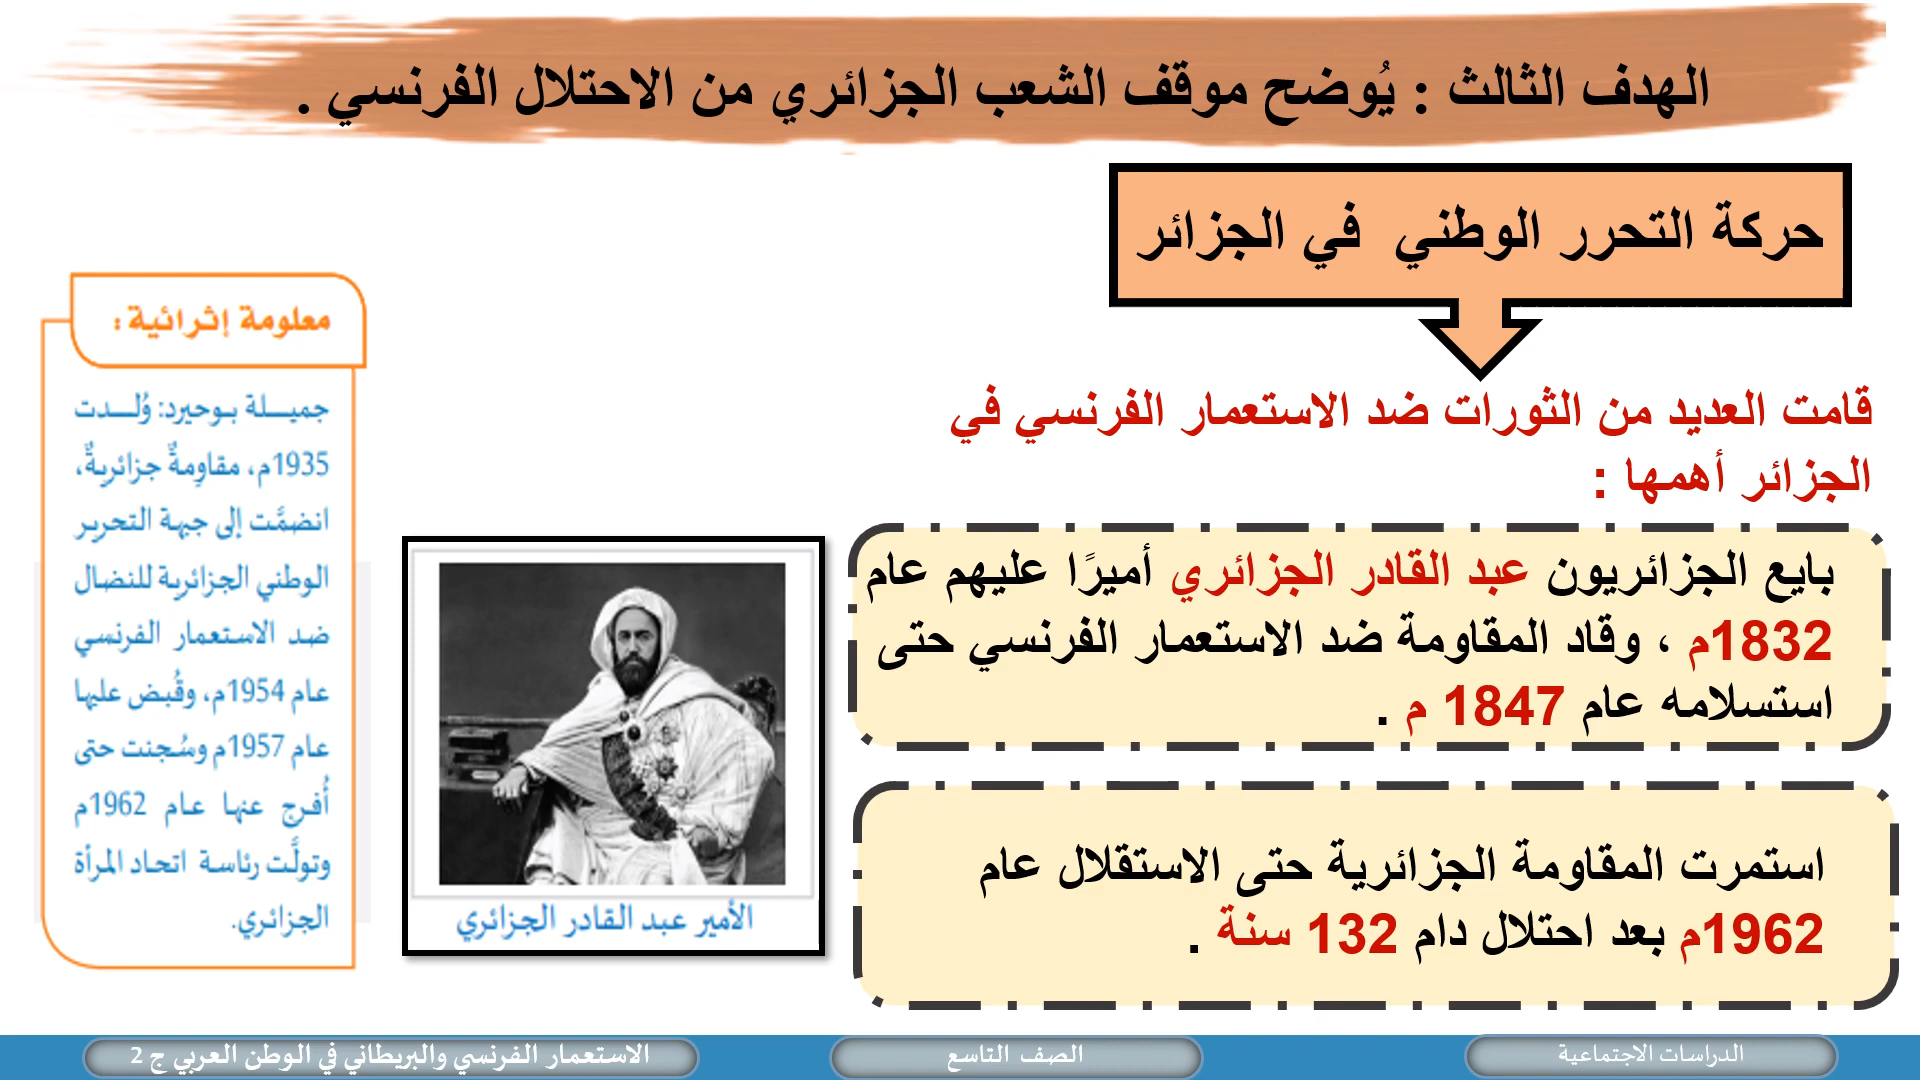 الهدف الثالث : يُوضح موقف الشعب الجزائري من الاحتلال الفرنسي .
حركة التحرر الوطني في الجزائر
قامت العديد من الثورات ضد الاستعمار الفرنسي في
الجزائر أهمها :
بايع الجزائريون عبد القادر الجزائري أميرًا عليهم عام
1832م ، وقاد المقاومة ضد الاستعمار الفرنسي حتى
استسلامه عام 1847 م .
استمرت المقاومة الجزائرية حتى الاستقلال عام
1962م بعد احتلال دام 132 سنة .
الأمير عبد القادر الجزائري
معلومة إثرائية :
جميلة بوحيرد: وُلدت
1935م، مقاوِمةٌ جزائريةٌ،
انضمَّت إلى جبهة التحرير
الوطني الجزائرية للنضال
ضد الاستعمار الفرنسي
عام 1954م، وقُبض عليها
عام 1957م وسُجنت حتى
أُفرج عنها عام 1962م
وتولَّت رئاسة اتحاد المرأة
الجزائري.
الدراسات الاجتماعية
الصف التاسع
الاستعمار الفرنسي والبريطاني في الوطن العربي ج 2